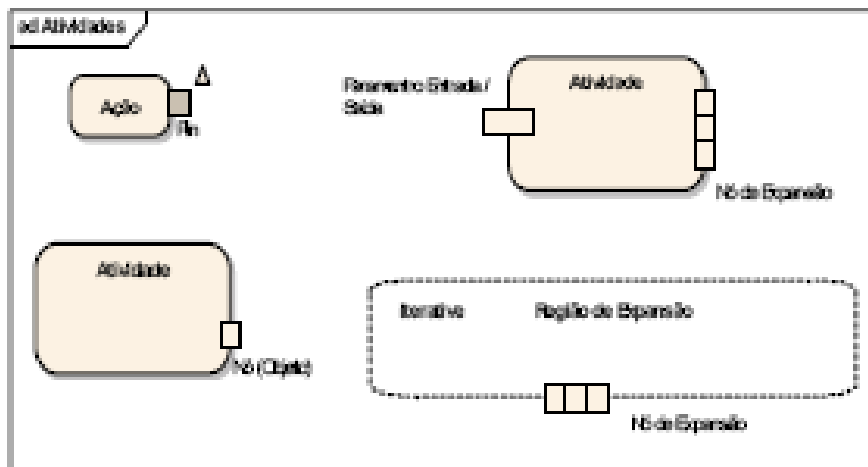 ad Atividades
Ação
Pin
Parametro Entrada /
Saída
Atividade
Nó de Expansão
Atividade
Nó (Objeto)
Iterative
Região de Expansão
Nó de Expansão